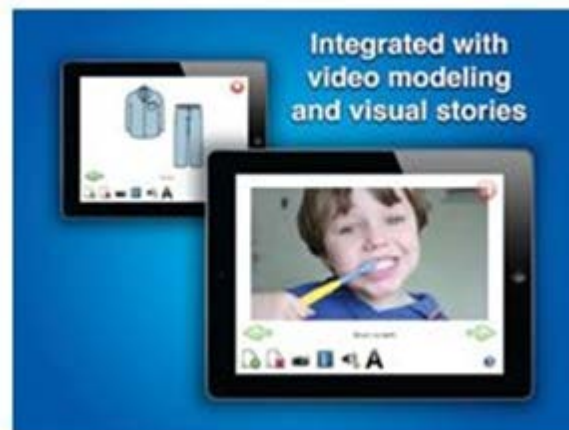 Integrated with
video modeling
and visual stories
A
A